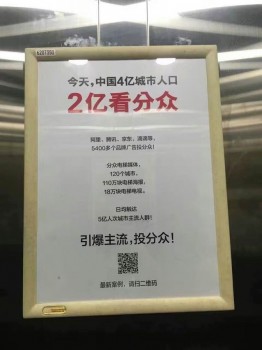 今天，中国4亿城市人口
2亿看分众
阿里、腾讯、京东、滴滴等，
5400多个品牌广告投分众！
分众电梯媒体，
120个城市，
110万块电梯海报，
18万块电梯电视。
日均触达
5亿人次城市主流人群！
引爆主流，投分众！
最新案例，请扫二维码